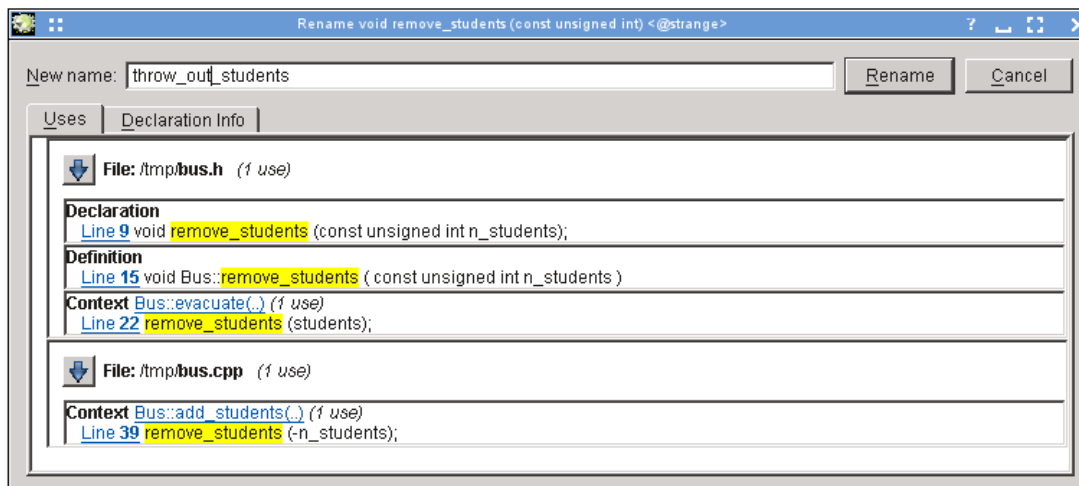 Rename void remove_students (const unsigned int) <@strange>
New name: throw_out_students Rename Cancel
Uses Declaration Info
File: /tmp/bus.h (1 use)
Declaration
Line 9 void remove_students (const unsigned int n_students);
Definition
Line 15 void Bus::remove_students ( const unsigned int n_students )
Context Bus::evacuate(..) (1 use)
Line 22 remove_students (students);
File: /tmp/bus.cpp (1 use)
Context Bus::add_students(..) (1 use)
Line 39 remove_students (-n_students);